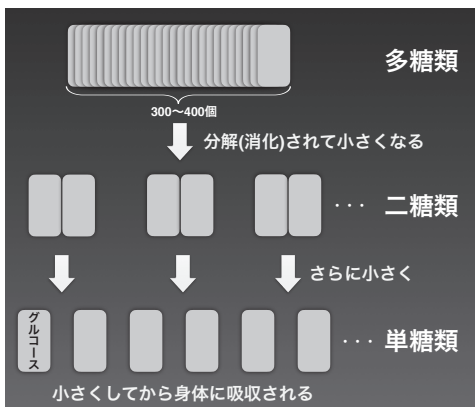 多糖類
300〜400個
分解(消化)されて小さくなる
··· 二糖類
さらに小さく
グルコース
··· 単糖類
小さくしてから身体に吸収される